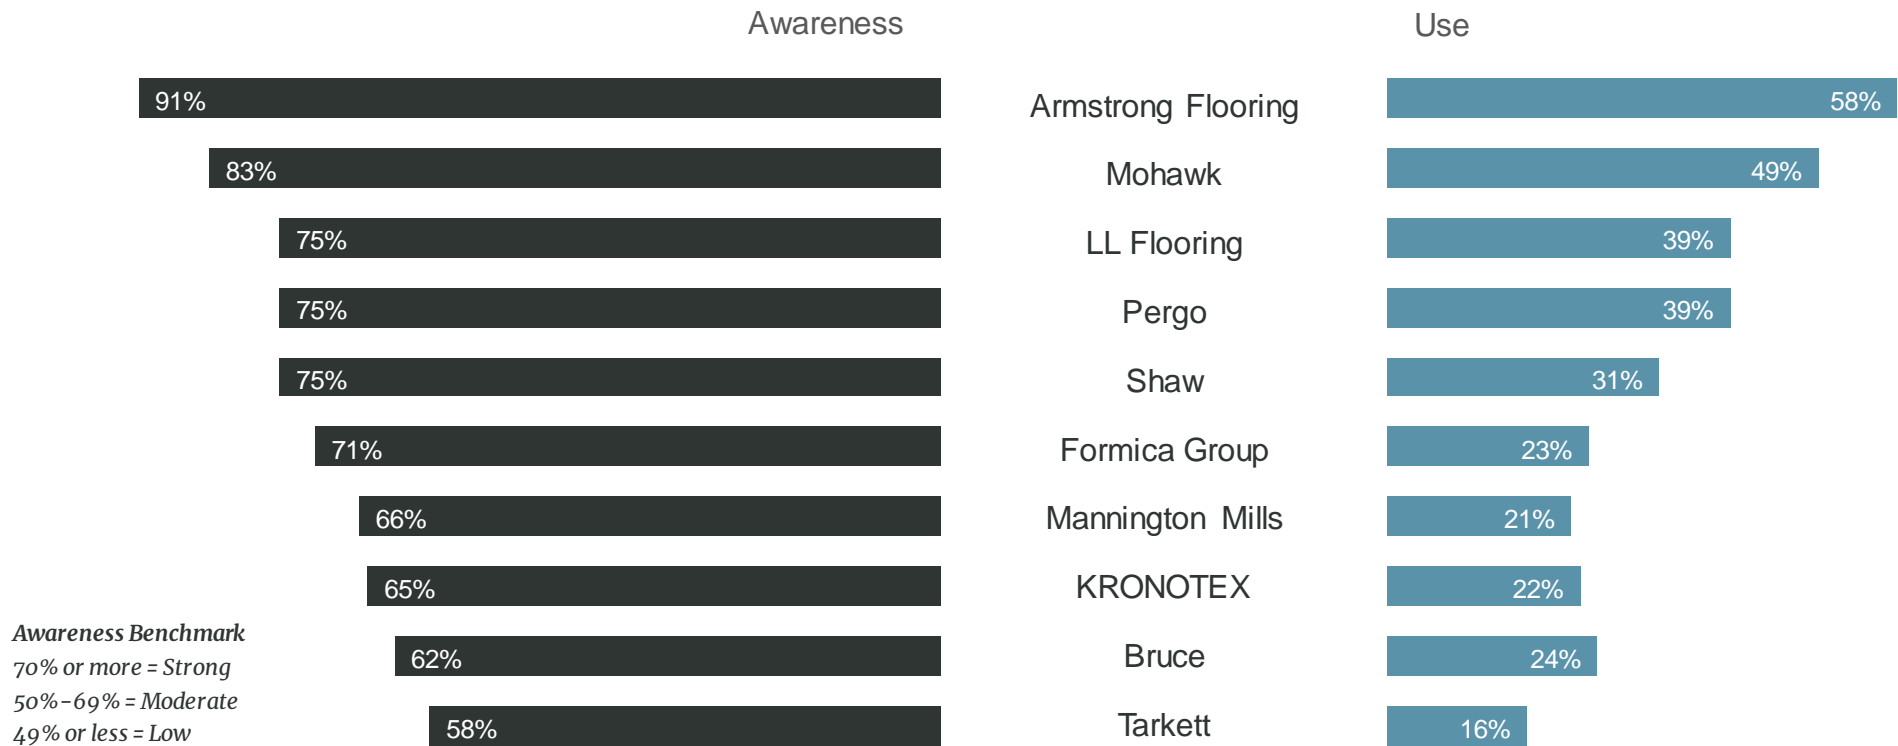 Awareness Use
91% Armstrong Flooring 58%
83% Mohawk 49%
75% LL Flooring 39%
75% Pergo 39%
75% Shaw 31%
71% Formica Group 23%
66% Mannington Mills 21%
65% KRONOTEX 22%
62% Bruce 24%
58% Tarkett 16%
Awareness Benchmark
70% or more = Strong
50%-69% = Moderate
49% or less = Low